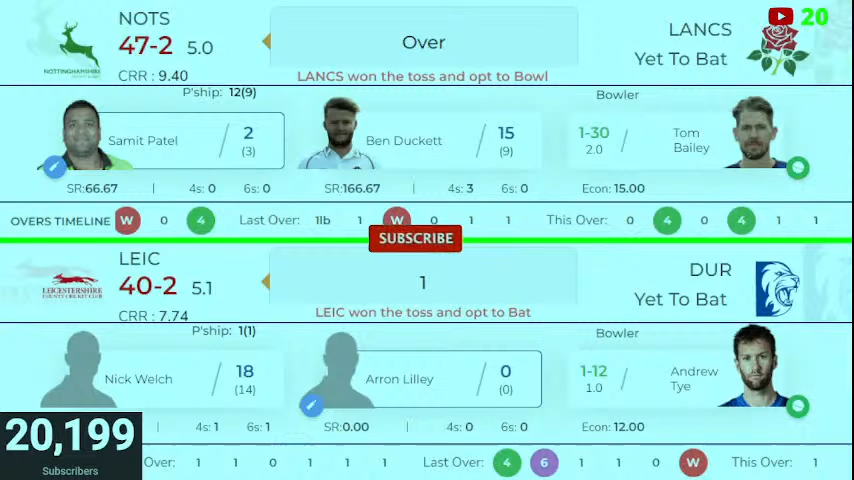 NOTS
47-2 5.0
CRR : 9.40
NOTTINGHAMSHIRE
Over
LANCS won the toss and opt to Bowl
20
LANCS
Yet To Bat
P'ship: 12(9)
Samit Patel / 2 (3)
Ben Duckett / 15 (9)
Bowler
1-30 / 2.0
Tom Bailey
SR:66.67 | 4s: 0 6s: 0
SR:166.67 | 4s: 3 6s: 0
Econ: 15.00
OVERS TIMELINE W 0 4 Last Over: 1lb 1 W 0 1 1 This Over: 0 4 0 4 1 1
SUBSCRIBE
LEIC
40-2 5.1
CRR : 7.74
LEICESTERSHIRE
COUNTY CRICKET CLUB
1
LEIC won the toss and opt to Bat
DUR
Yet To Bat
P'ship: 1(1)
Nick Welch / 18 (14)
Arron Lilley / 0 (0)
Bowler
1-12 / 1.0
Andrew Tye
4s: 1 6s: 1
SR:0.00 | 4s: 0 6s: 0
Econ: 12.00
20,199
Subscribers
Over: 1 1 0 1 1 1 Last Over: 4 6 1 1 0 W This Over: 1